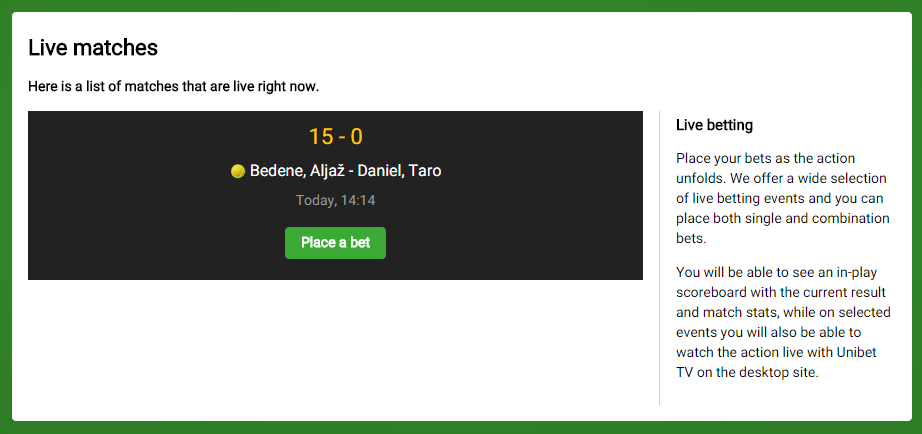 Live matches
Here is a list of matches that are live right now.
15 - 0
Bedene, Aljaž - Daniel, Taro
Today, 14:14
Place a bet
Live betting
Place your bets as the action
unfolds. We offer a wide selection
of live betting events and you can
place both single and combination
bets.
You will be able to see an in-play
scoreboard with the current result
and match stats, while on selected
events you will also be able to
watch the action live with Unibet
TV on the desktop site.